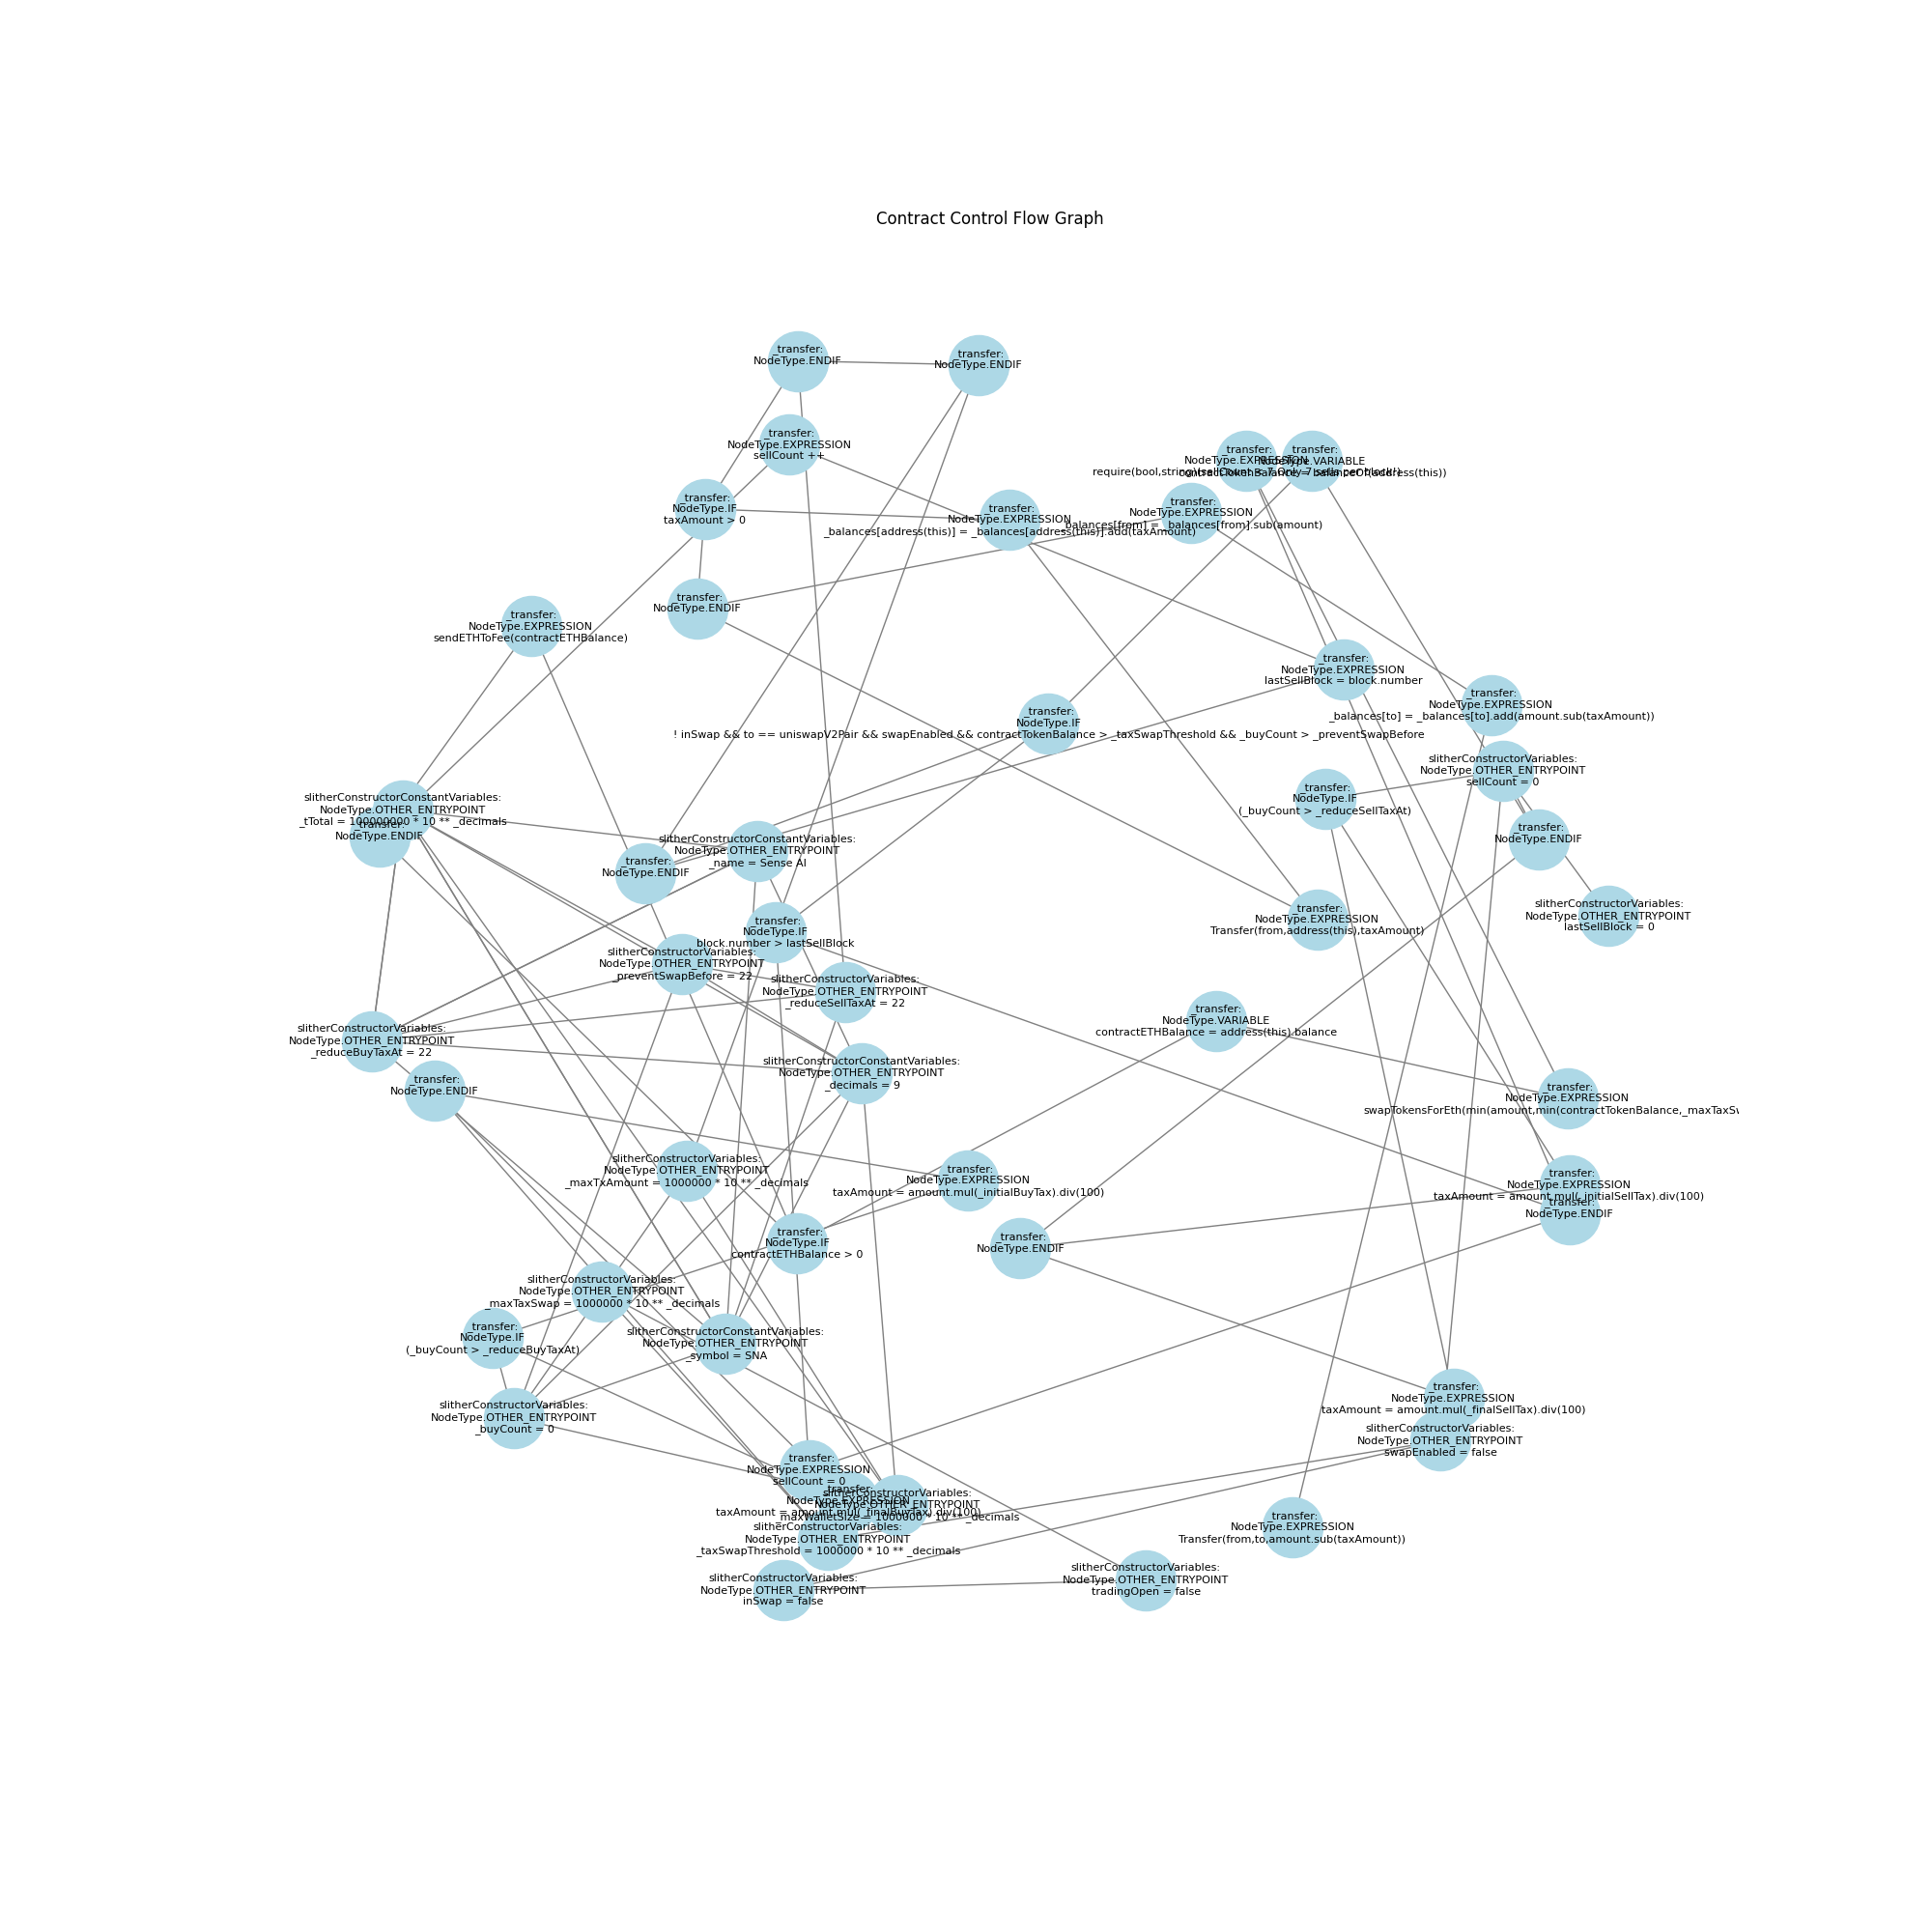 Contract Control Flow Graph
_transfer:
NodeType.ENDIF
_transfer:
NodeType.ENDIF
_transfer:
NodeType.EXPRESSION
sellCount ++
_transfer:
NodeType.EXPRESSION
_transfer:
NodeType.VARIABLE
contractTokenBalance = balanceOf(address(this))
_transfer:
NodeType.IF
taxAmount > 0
_transfer:
NodeType.EXPRESSION
_balances[address(this)] = _balances[address(this)].add(taxAmount)
_transfer:
NodeType.EXPRESSION
_balances[from] = _balances[from].sub(amount)
_transfer:
NodeType.ENDIF
_transfer:
NodeType.EXPRESSION
sendETHToFee(contractETHBalance)
_transfer:
NodeType.EXPRESSION
lastSellBlock = block.number
_transfer:
NodeType.EXPRESSION
_balances[to] = _balances[to].add(amount.sub(taxAmount))
_transfer:
NodeType.IF
! inSwap && to == uniswapV2Pair && swapEnabled && contractTokenBalance > _taxSwapThreshold && _buyCount > _preventSwapBefore
slitherConstructorVariables:
NodeType.OTHER_ENTRYPOINT
sellCount = 0
_transfer:
NodeType.IF
(_buyCount > _reduceSellTaxAt)
slitherConstructorConstantVariables:
NodeType.OTHER_ENTRYPOINT
_tTotal = 100000000 * 10 ** _decimals
_transfer:
NodeType.ENDIF
_transfer:
NodeType.ENDIF
slitherConstructorConstantVariables:
NodeType.OTHER_ENTRYPOINT
_name = Sense AI
_transfer:
NodeType.ENDIF
slitherConstructorVariables:
NodeType.OTHER_ENTRYPOINT
lastSellBlock = 0
_transfer:
NodeType.EXPRESSION
Transfer(from,address(this),taxAmount)
_transfer:
NodeType.IF
block.number > lastSellBlock
slitherConstructorVariables:
NodeType.OTHER_ENTRYPOINT
_preventSwapBefore = 22
slitherConstructorVariables:
NodeType.OTHER_ENTRYPOINT
_reduceSellTaxAt = 22
_transfer:
NodeType.VARIABLE
contractETHBalance = address(this).balance
slitherConstructorVariables:
NodeType.OTHER_ENTRYPOINT
_reduceBuyTaxAt = 22
slitherConstructorConstantVariables:
NodeType.OTHER_ENTRYPOINT
_decimals = 9
_transfer:
NodeType.ENDIF
_transfer:
NodeType.EXPRESSION
swapTokensForEth(min(amount,min(contractTokenBalance,_maxTaxSw
slitherConstructorVariables:
NodeType.OTHER_ENTRYPOINT
_maxTxAmount = 1000000 * 10 ** _decimals
_transfer:
NodeType.EXPRESSION
taxAmount = amount.mul(_initialBuyTax).div(100)
_transfer:
NodeType.EXPRESSION
taxAmount = amount.mul(_initialSellTax).div(100)
_transfer:
NodeType.ENDIF
_transfer:
NodeType.IF
contractETHBalance > 0
_transfer:
NodeType.ENDIF
slitherConstructorVariables:
NodeType.OTHER_ENTRYPOINT
_maxTaxSwap = 1000000 * 10 ** _decimals
_transfer:
NodeType.IF
(_buyCount > _reduceBuyTaxAt)
slitherConstructorConstantVariables:
NodeType.OTHER_ENTRYPOINT
_symbol = SNA
_transfer:
NodeType.EXPRESSION
taxAmount = amount.mul(_finalSellTax).div(100)
slitherConstructorVariables:
NodeType.OTHER_ENTRYPOINT
_buyCount = 0
slitherConstructorVariables:
NodeType.OTHER_ENTRYPOINT
swapEnabled = false
_transfer:
NodeType.EXPRESSION
sellCount = 0
_transfer:
NodeType.EXPRESSION
taxAmount = amount.mul(_finalBuyTax).div(100)
slitherConstructorVariables:
NodeType.OTHER_ENTRYPOINT
_maxWalletSize = 1000000 * 10 ** _decimals
slitherConstructorVariables:
NodeType.OTHER_ENTRYPOINT
_taxSwapThreshold = 1000000 * 10 ** _decimals
_transfer:
NodeType.EXPRESSION
Transfer(from,to,amount.sub(taxAmount))
slitherConstructorVariables:
NodeType.OTHER_ENTRYPOINT
inSwap = false
slitherConstructorVariables:
NodeType.OTHER_ENTRYPOINT
tradingOpen = false